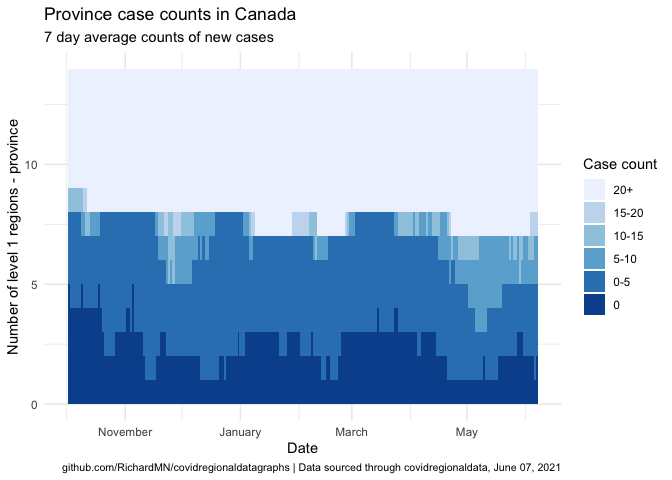 Province case counts in Canada
7 day average counts of new cases
Number of level 1 regions - province
10
5
0
November
January
March
May
Date
Case count
20+
15-20
10-15
5-10
0-5
0
github.com/RichardMN/covidregionaldatagraphs | Data sourced through covidregionaldata, June 07, 2021